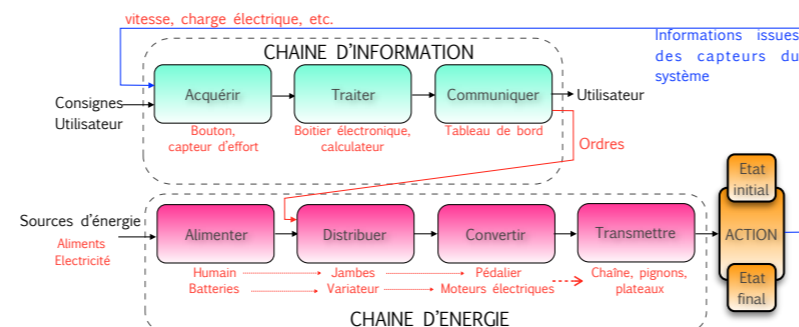 vitesse, charge électrique, etc.
Informations issues
des capteurs du
système
CHAINE D'INFORMATION
Consignes
Utilisateur
Acquérir
Traiter
Communiquer
Utilisateur
Bouton,
capteur d'effort
Boitier électronique,
calculateur
Tableau de bord
Ordres
Etat
initial
Sources d'énergie
Aliments
Electricité
Alimenter
Distribuer
Convertir
Transmettre
ACTION
Humain
Jambes
Pédalier
Batteries
Variateur
Moteurs électriques
Chaîne, pignons,
plateaux
Etat
final
CHAINE D'ENERGIE